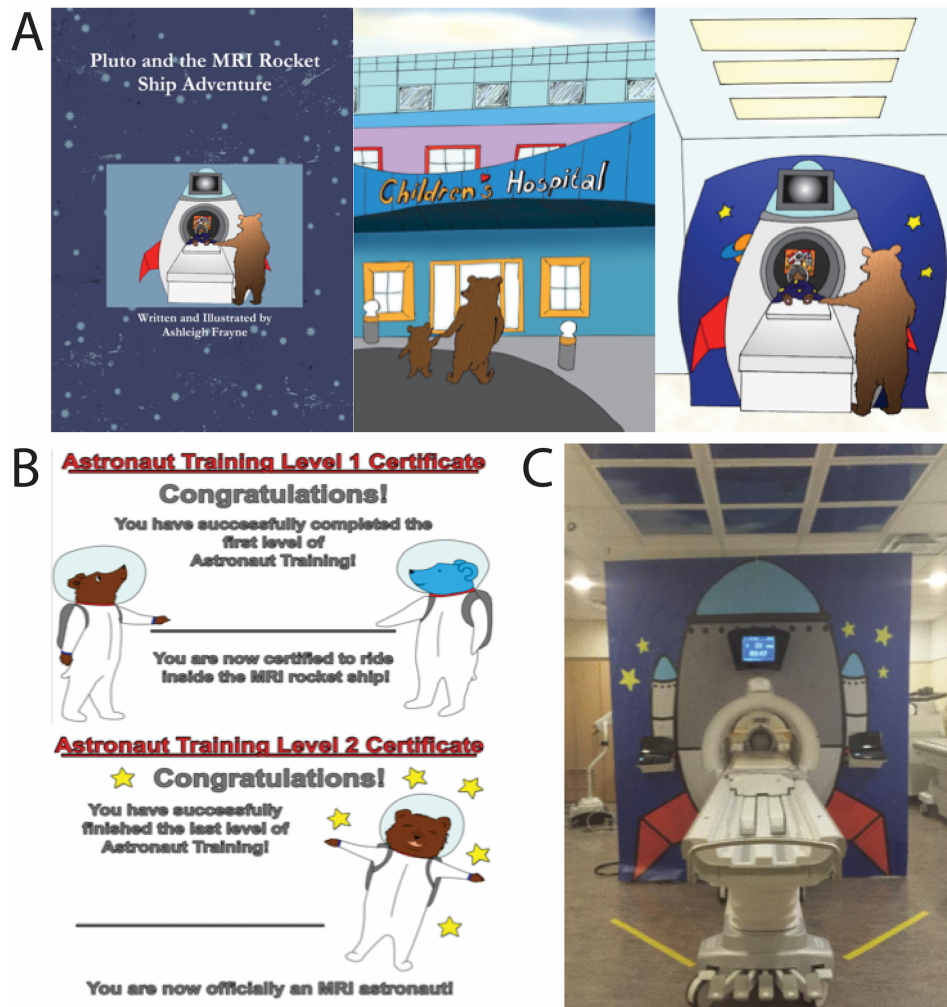 A
Pluto and the MRI Rocket
Ship Adventure
Written and Illustrated by
Ashleigh Frayne
Children's Hospital
B
Astronaut Training Level 1 Certificate
Congratulations!
You have successfully completed the
first level of
Astronaut Training!
You are now certified to ride
inside the MRI rocket ship!
Astronaut Training Level 2 Certificate
Congratulations!
You have successfully
finished the last level of
Astronaut Training!
You are now officially an MRI astronaut!
C